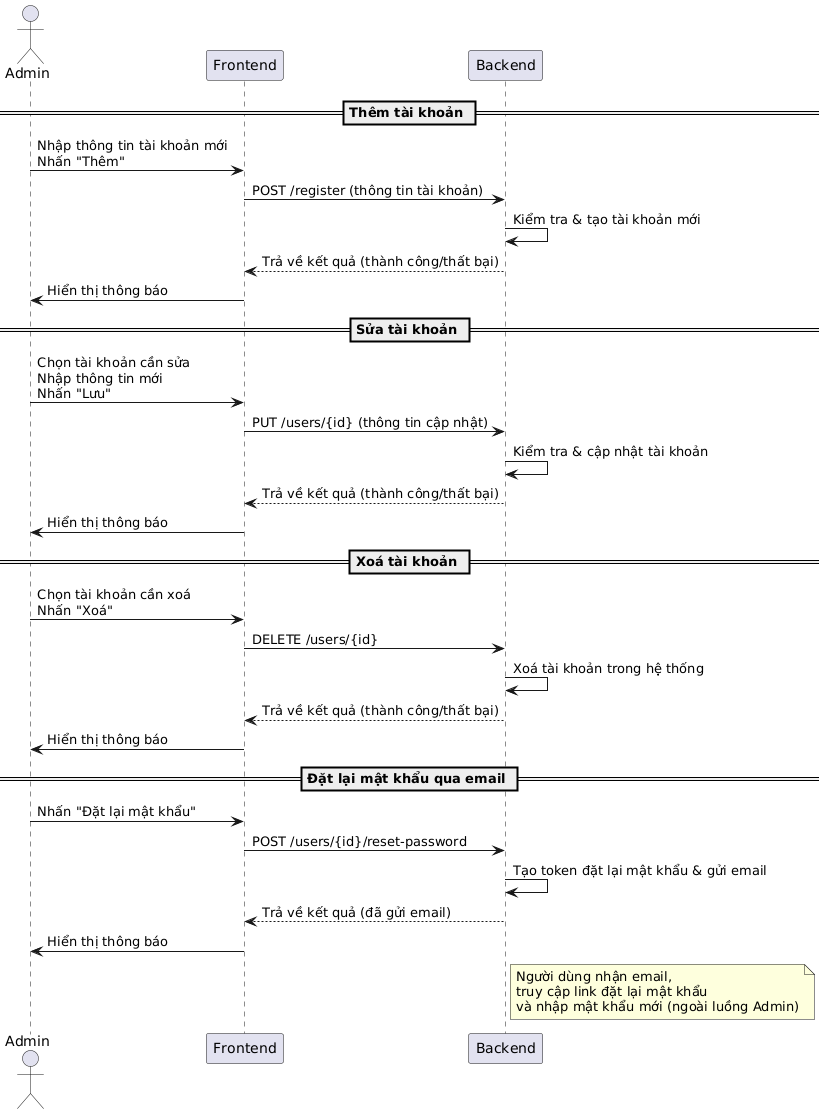 Admin
Frontend
Backend
Thêm tài khoản
Nhập thông tin tài khoản mới
Nhấn "Thêm"
POST /register (thông tin tài khoản)
Kiểm tra & tạo tài khoản mới
Trả về kết quả (thành công/thất bại)
Hiển thị thông báo
Sửa tài khoản
Chọn tài khoản cần sửa
Nhập thông tin mới
Nhấn "Lưu"
PUT /users/{id} (thông tin cập nhật)
Kiểm tra & cập nhật tài khoản
Trả về kết quả (thành công/thất bại)
Hiển thị thông báo
Xoá tài khoản
Chọn tài khoản cần xoá
Nhấn "Xoá"
DELETE /users/{id}
Xoá tài khoản trong hệ thống
Trả về kết quả (thành công/thất bại)
Hiển thị thông báo
Đặt lại mật khẩu qua email
Nhấn "Đặt lại mật khẩu"
POST /users/{id}/reset-password
Tạo token đặt lại mật khẩu & gửi email
Trả về kết quả (đã gửi email)
Hiển thị thông báo
Người dùng nhận email,
truy cập link đặt lại mật khẩu
và nhập mật khẩu mới (ngoài luồng Admin)
Admin
Frontend
Backend